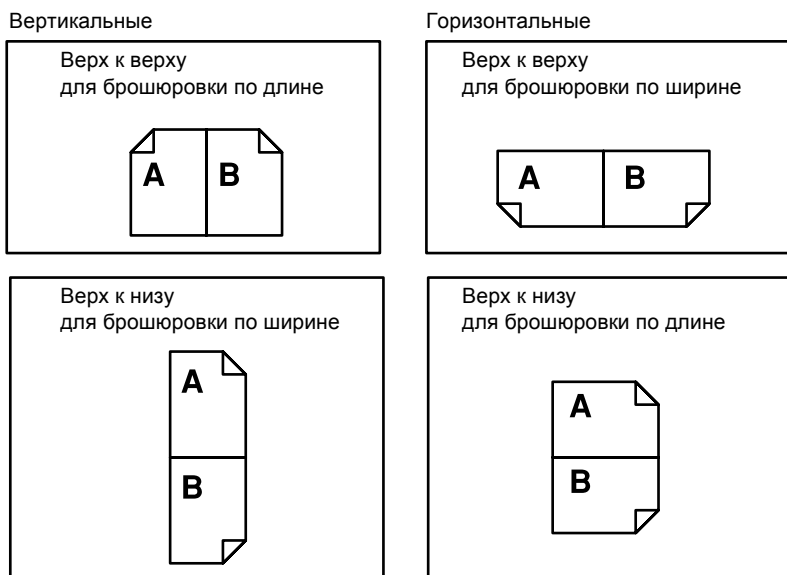 Вертикальные
Горизонтальные
Верх к верху
для брошюровки по длине
A B
Верх к верху
для брошюровки по ширине
A B
Верх к низу
для брошюровки по ширине
A
B
Верх к низу
для брошюровки по длине
A
B